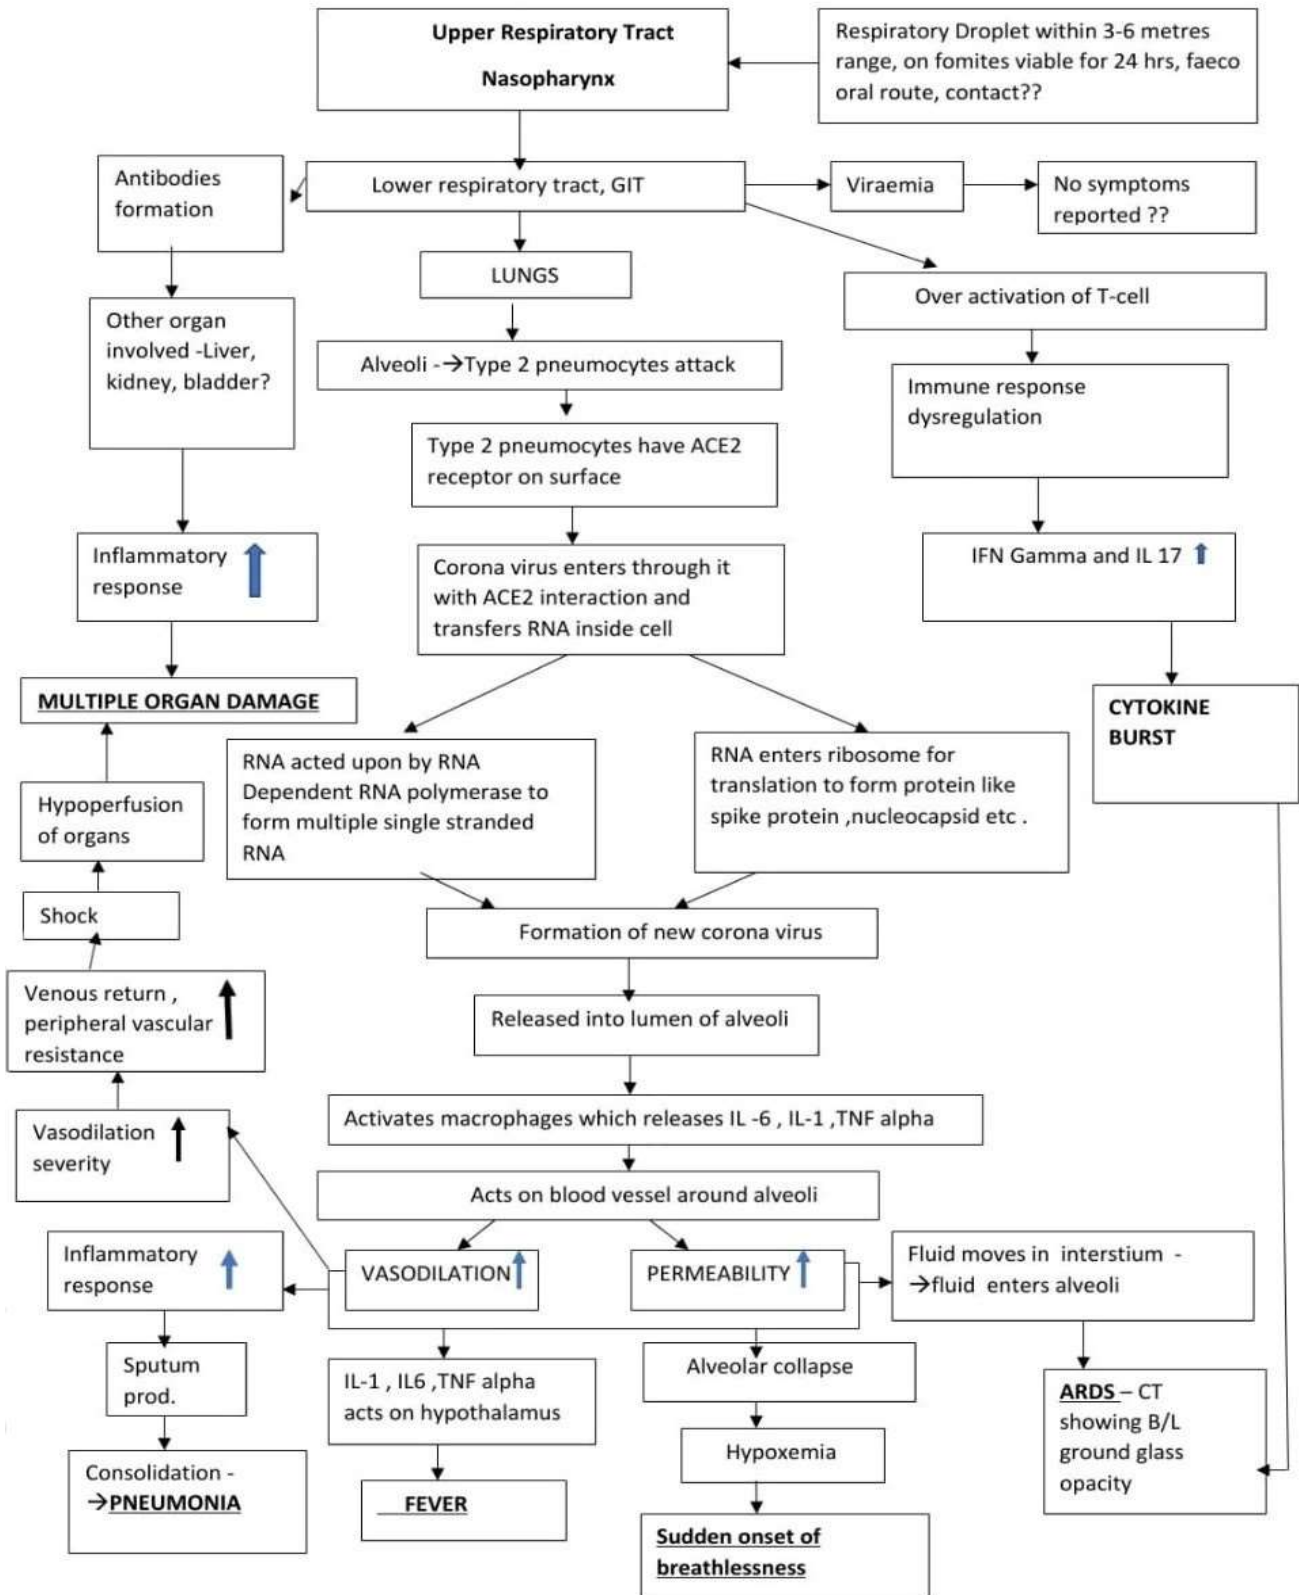 Upper Respiratory Tract
Nasopharynx
Respiratory Droplet within 3-6 metres
range, on fomites viable for 24 hrs, faeco
oral route, contact??
Antibodies
formation
Lower respiratory tract, GIT
Viraemia
No symptoms
reported ??
LUNGS
Over activation of T-cell
Other organ
involved -Liver,
kidney, bladder?
Alveoli -→Type 2 pneumocytes attack
Immune response
dysregulation
Type 2 pneumocytes have ACE2
receptor on surface
Inflammatory
response
Corona virus enters through it
with ACE2 interaction and
transfers RNA inside cell
IFN Gamma and IL 17
MULTIPLE ORGAN DAMAGE
CYTOKINE
BURST
RNA acted upon by RNA
Dependent RNA polymerase to
form multiple single stranded
RNA
RNA enters ribosome for
translation to form protein like
spike protein ,nucleocapsid etc .
Hypoperfusion
of organs
Shock
Formation of new corona virus
Venous return ,
peripheral vascular
resistance
Released into lumen of alveoli
Vasodilation
severity
Activates macrophages which releases IL -6 , IL-1 ,TNF alpha
Acts on blood vessel around alveoli
Inflammatory
response
VASODILATION
PERMEABILITY
Fluid moves in interstium -
→fluid enters alveoli
Sputum
prod.
IL-1 , IL6 ,TNF alpha
acts on hypothalamus
Alveolar collapse
ARDS – CT
showing B/L
ground glass
opacity
Hypoxemia
Consolidation -
→PNEUMONIA
FEVER
Sudden onset of
breathlessness